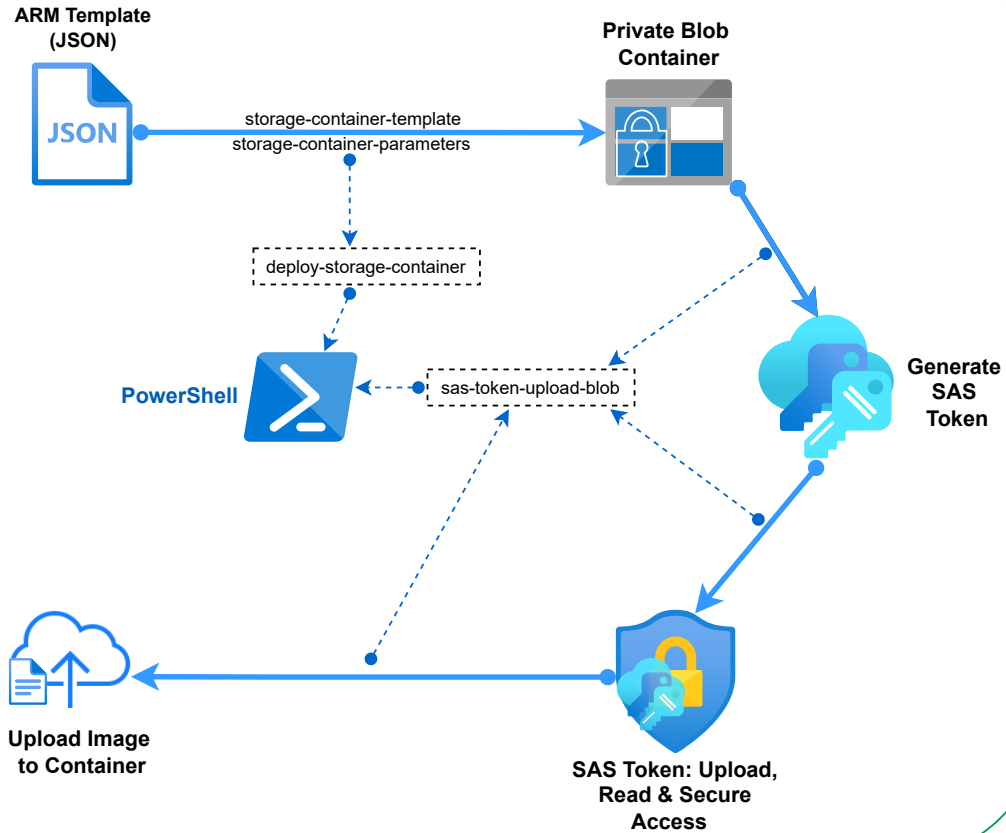 ARM Template
(JSON)
JSON
storage-container-template
storage-container-parameters
Private Blob
Container
deploy-storage-container
PowerShell
sas-token-upload-blob
Generate
SAS
Token
Upload Image
to Container
SAS Token: Upload,
Read & Secure
Access